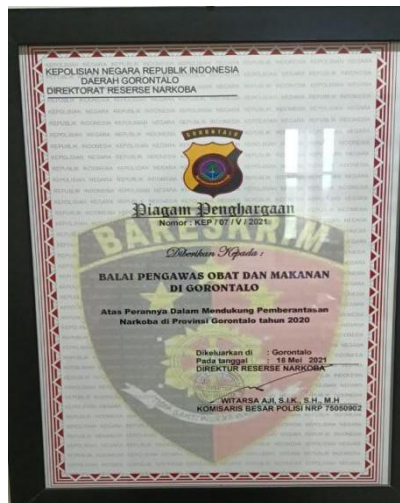 KEPOLISIAN NEGARA REPUBLIK INDONESIA
DAERAH GORONTALO
DIREKTORAT RESERSE NARKOBA
GORONTALO
Piagam Penghargaan
Nomor : KEP / 07 / V / 2021
BARESKRIM
Diberikan Kepada :
BALAI PENGAWAS OBAT DAN MAKANAN
DI GORONTALO
Atas Perannya Dalam Mendukung Pemberantasan
Narkoba di Provinsi Gorontalo tahun 2020
Dikeluarkan di : Gorontalo
Pada tanggal : 18 Mei 2021
DIREKTUR RESERSE NARKOBA
WITARSA AJI, S.I.K., S.H., M.H
KOMISARIS BESAR POLISI NRP 75050902